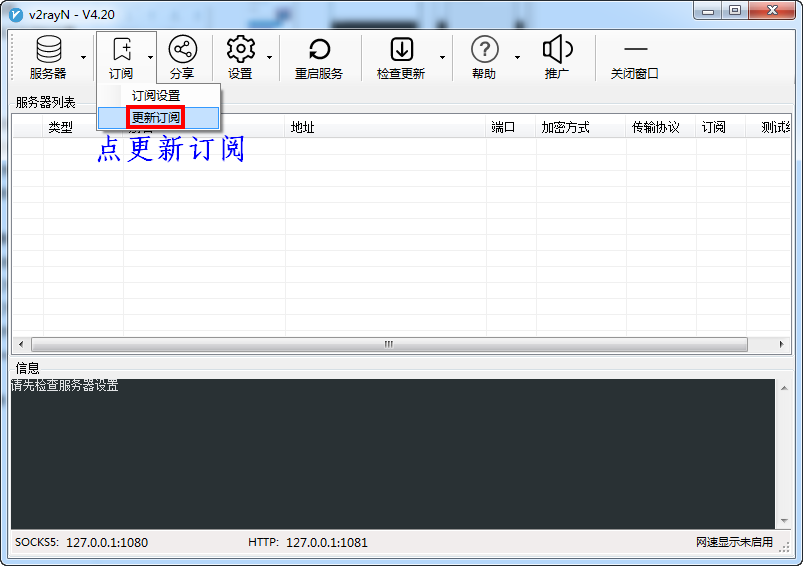 v2rayN - V4.20
服务器 订阅 分享 设置 重启服务 检查更新 帮助 推广 关闭窗口
订阅设置
更新订阅
服务器列表
类型 地址 端口 加密方式 传输协议 订阅 测试
点更新订阅
信息
请先检查服务器设置
SOCKS5: 127.0.0.1:1080 HTTP: 127.0.0.1:1081 网速显示未启用